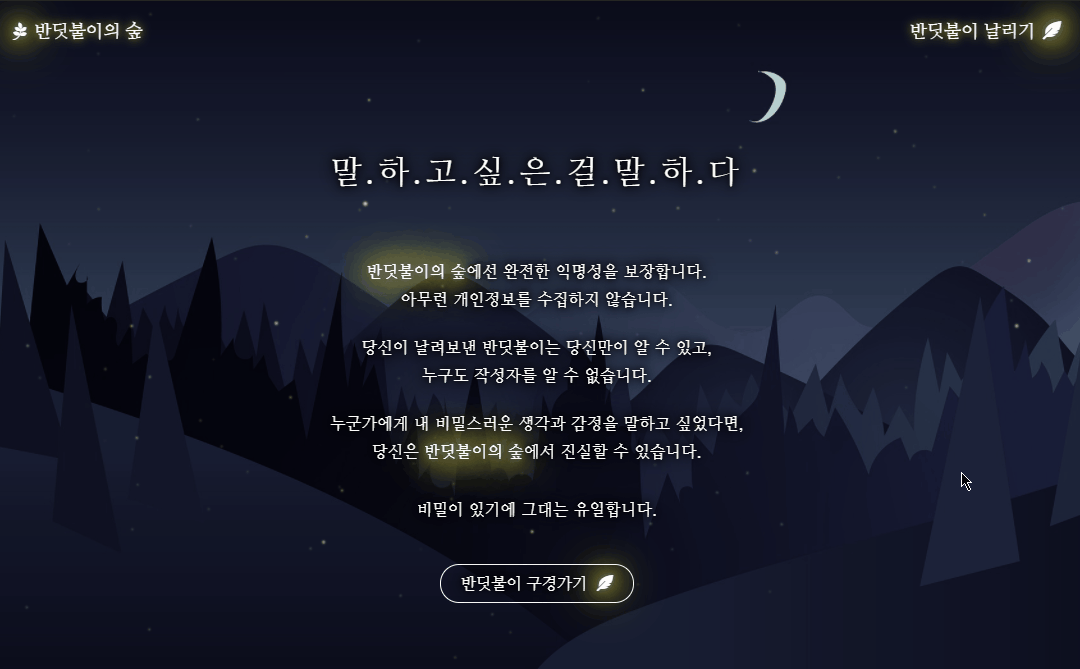 반딧불이의 숲
반딧불이 날리기
말.하.고.싶.은.걸.말.하.다
반딧불이의 숲에선 완전한 익명성을 보장합니다.
아무런 개인정보를 수집하지 않습니다.
당신이 날려보낸 반딧불이는 당신만이 알 수 있고,
누구도 작성자를 알 수 없습니다.
누군가에게 내 비밀스러운 생각과 감정을 말하고 싶었다면,
당신은 반딧불이의 숲에서 진실할 수 있습니다.
비밀이 있기에 그대는 유일합니다.
반딧불이 구경가기